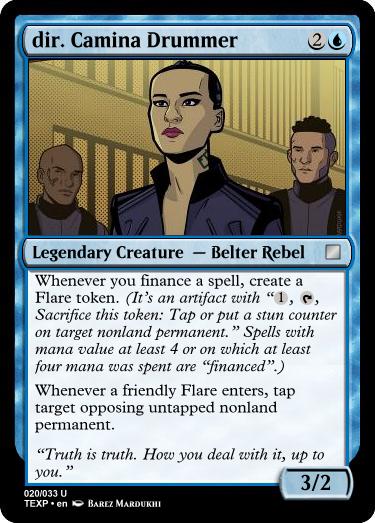 dir. Camina Drummer 2
Legendary Creature — Belter Rebel
Whenever you finance a spell, create a
Flare token. (It's an artifact with “1, ,
Sacrifice this token: Tap or put a stun counter
on target nonland permanent.” Spells with
mana value at least 4 or on which at least
four mana was spent are “financed”.)
Whenever a friendly Flare enters, tap
target opposing untapped nonland
permanent.
“Truth is truth. How you deal with it, up to
you.”
3/2
020/033 U
TEXP • en Barez Mardukhi